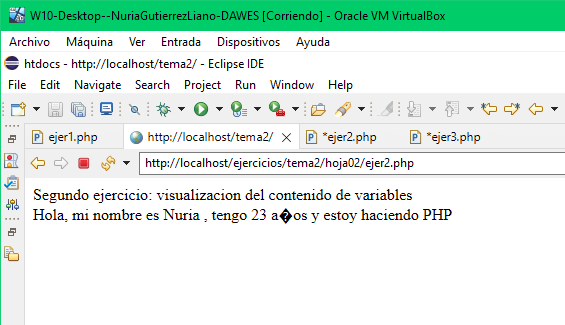 W10-Desktop--NuriaGutierrezLiano-DAWES [Corriendo] - Oracle VM VirtualBox
Archivo Máquina Ver Entrada Dispositivos Ayuda
htdocs - http://localhost/tema2/ - Eclipse IDE
File Edit Navigate Search Project Run Window Help
ejer1.php http://localhost/tema2/ *ejer2.php *ejer3.php
http://localhost/ejercicios/tema2/hoja02/ejer2.php
Segundo ejercicio: visualizacion del contenido de variables
Hola, mi nombre es Nuria , tengo 23 a�os y estoy haciendo PHP